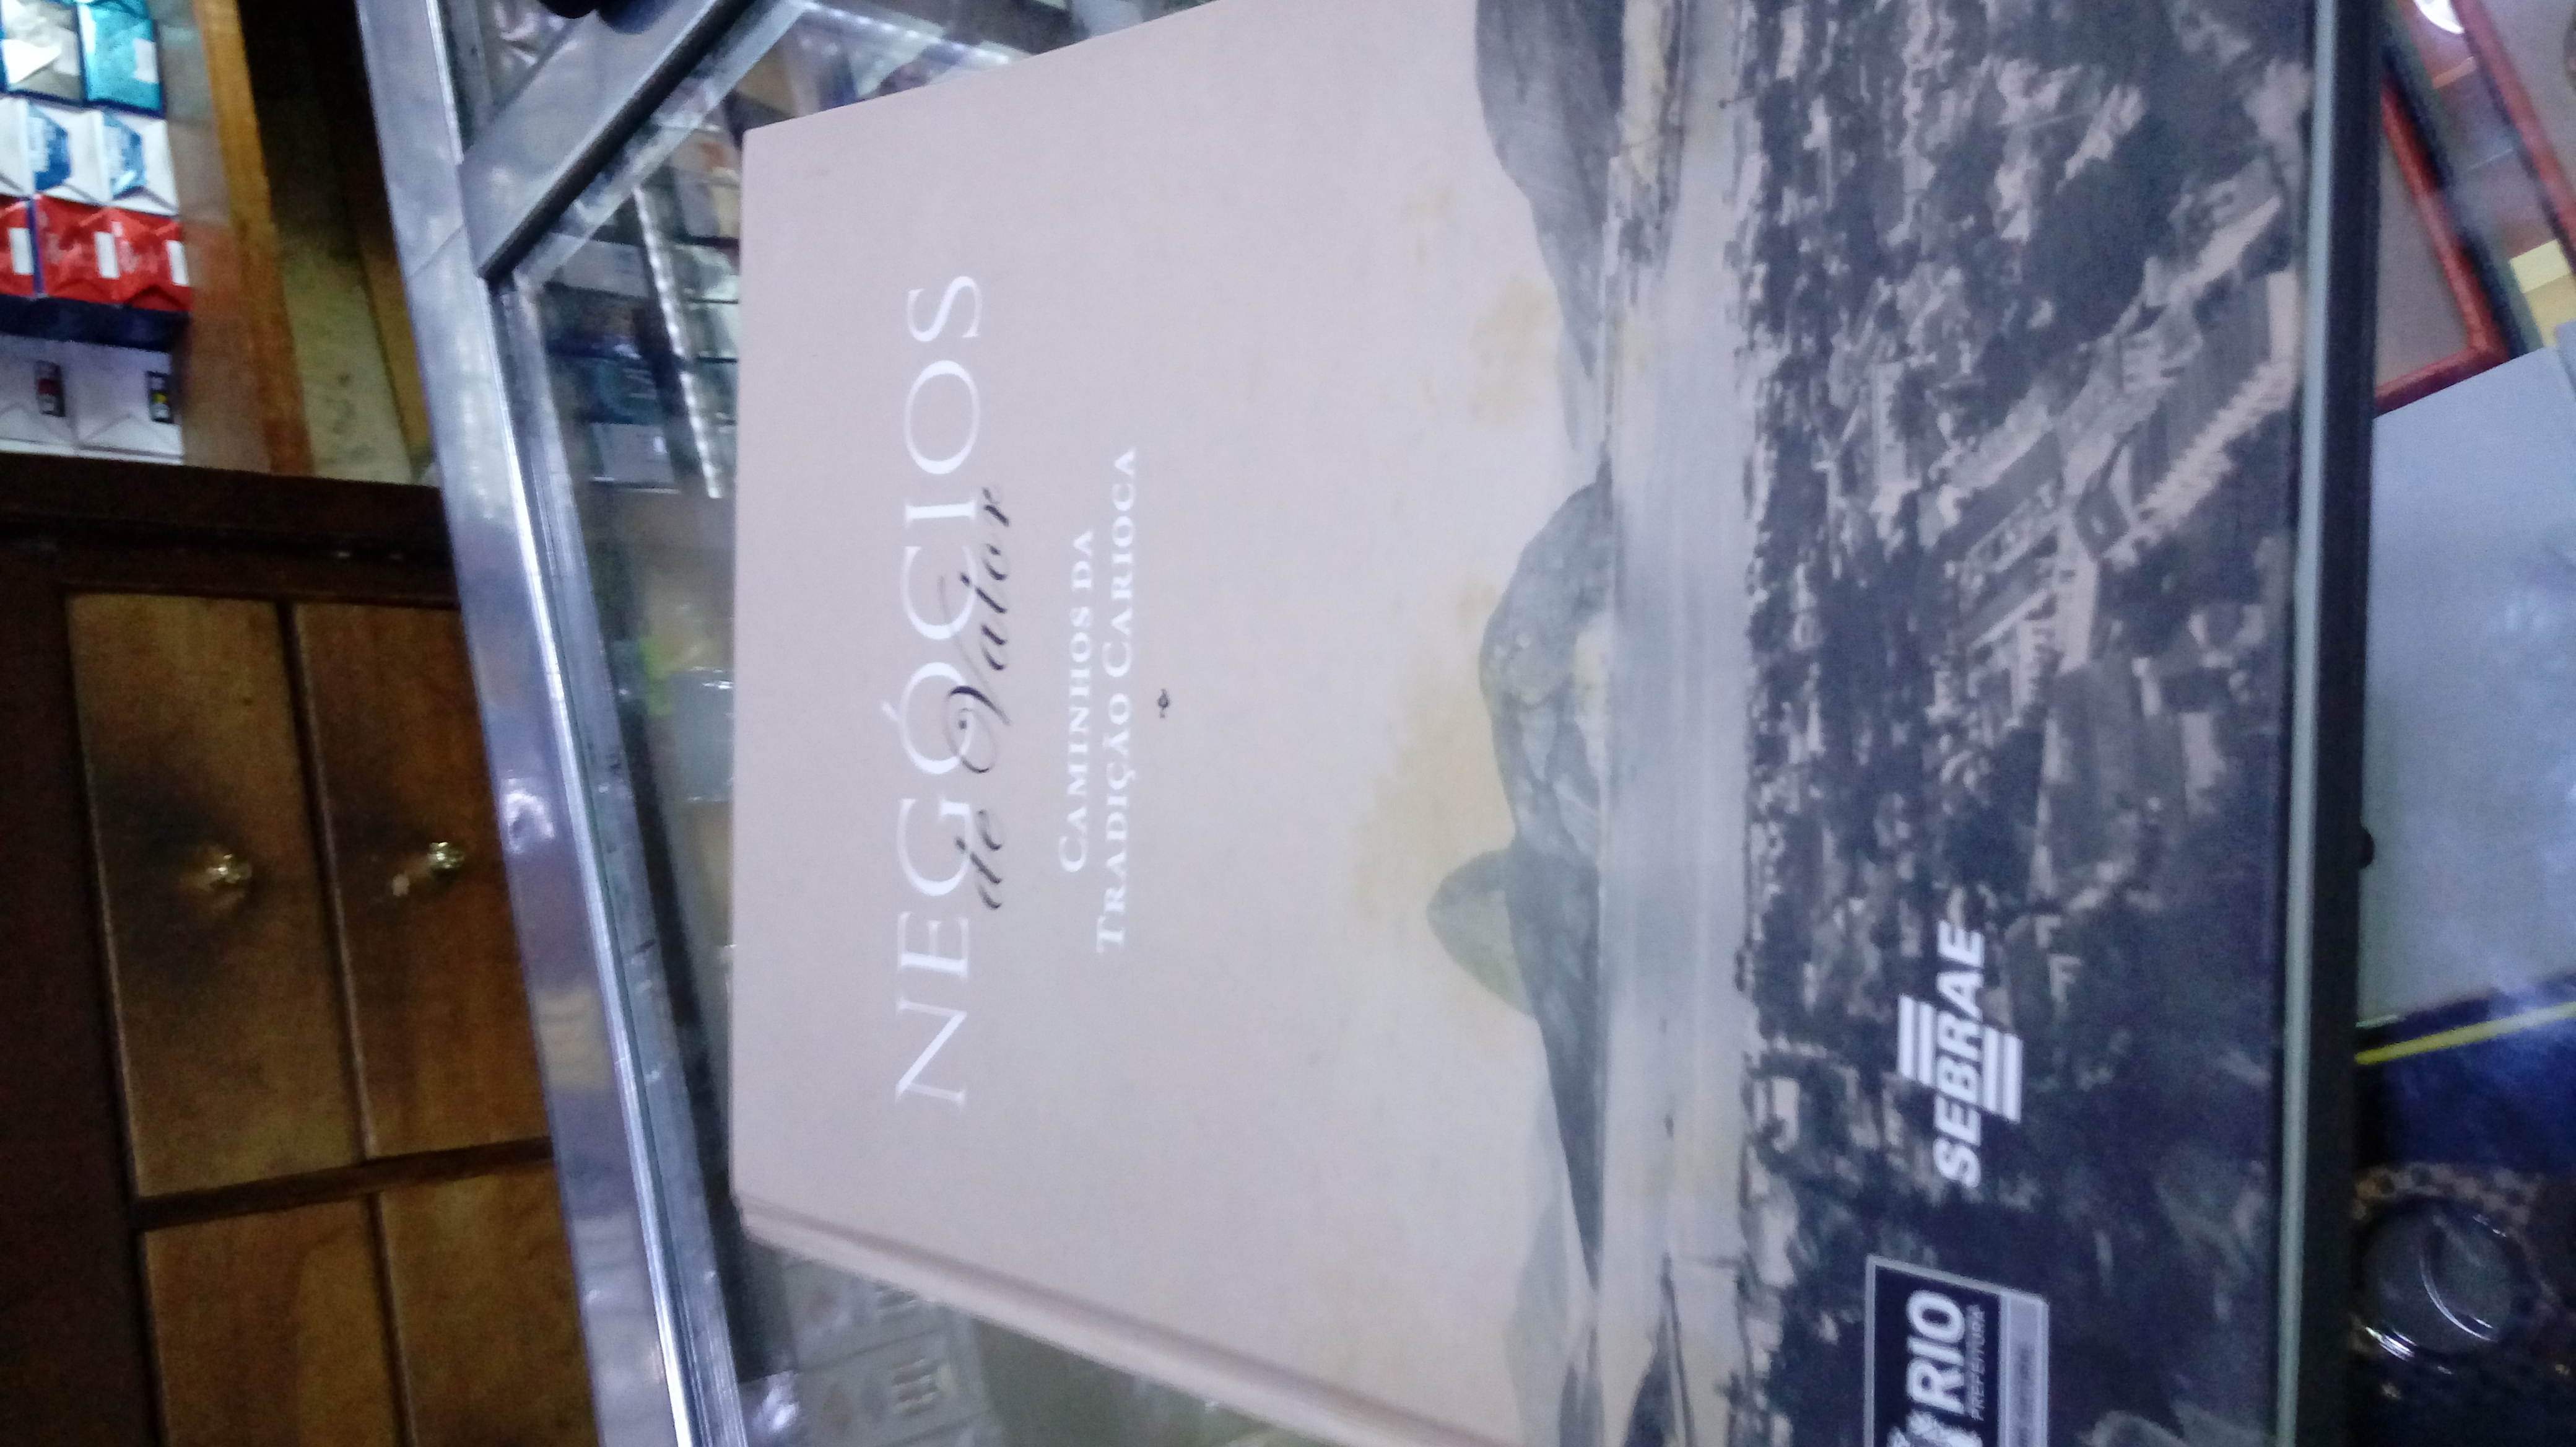 NEGÓCIOS
de Valor
CAMINHOS DA
TRADIÇÃO CARIOCA
RIO
PREFEITURA
SEBRAE